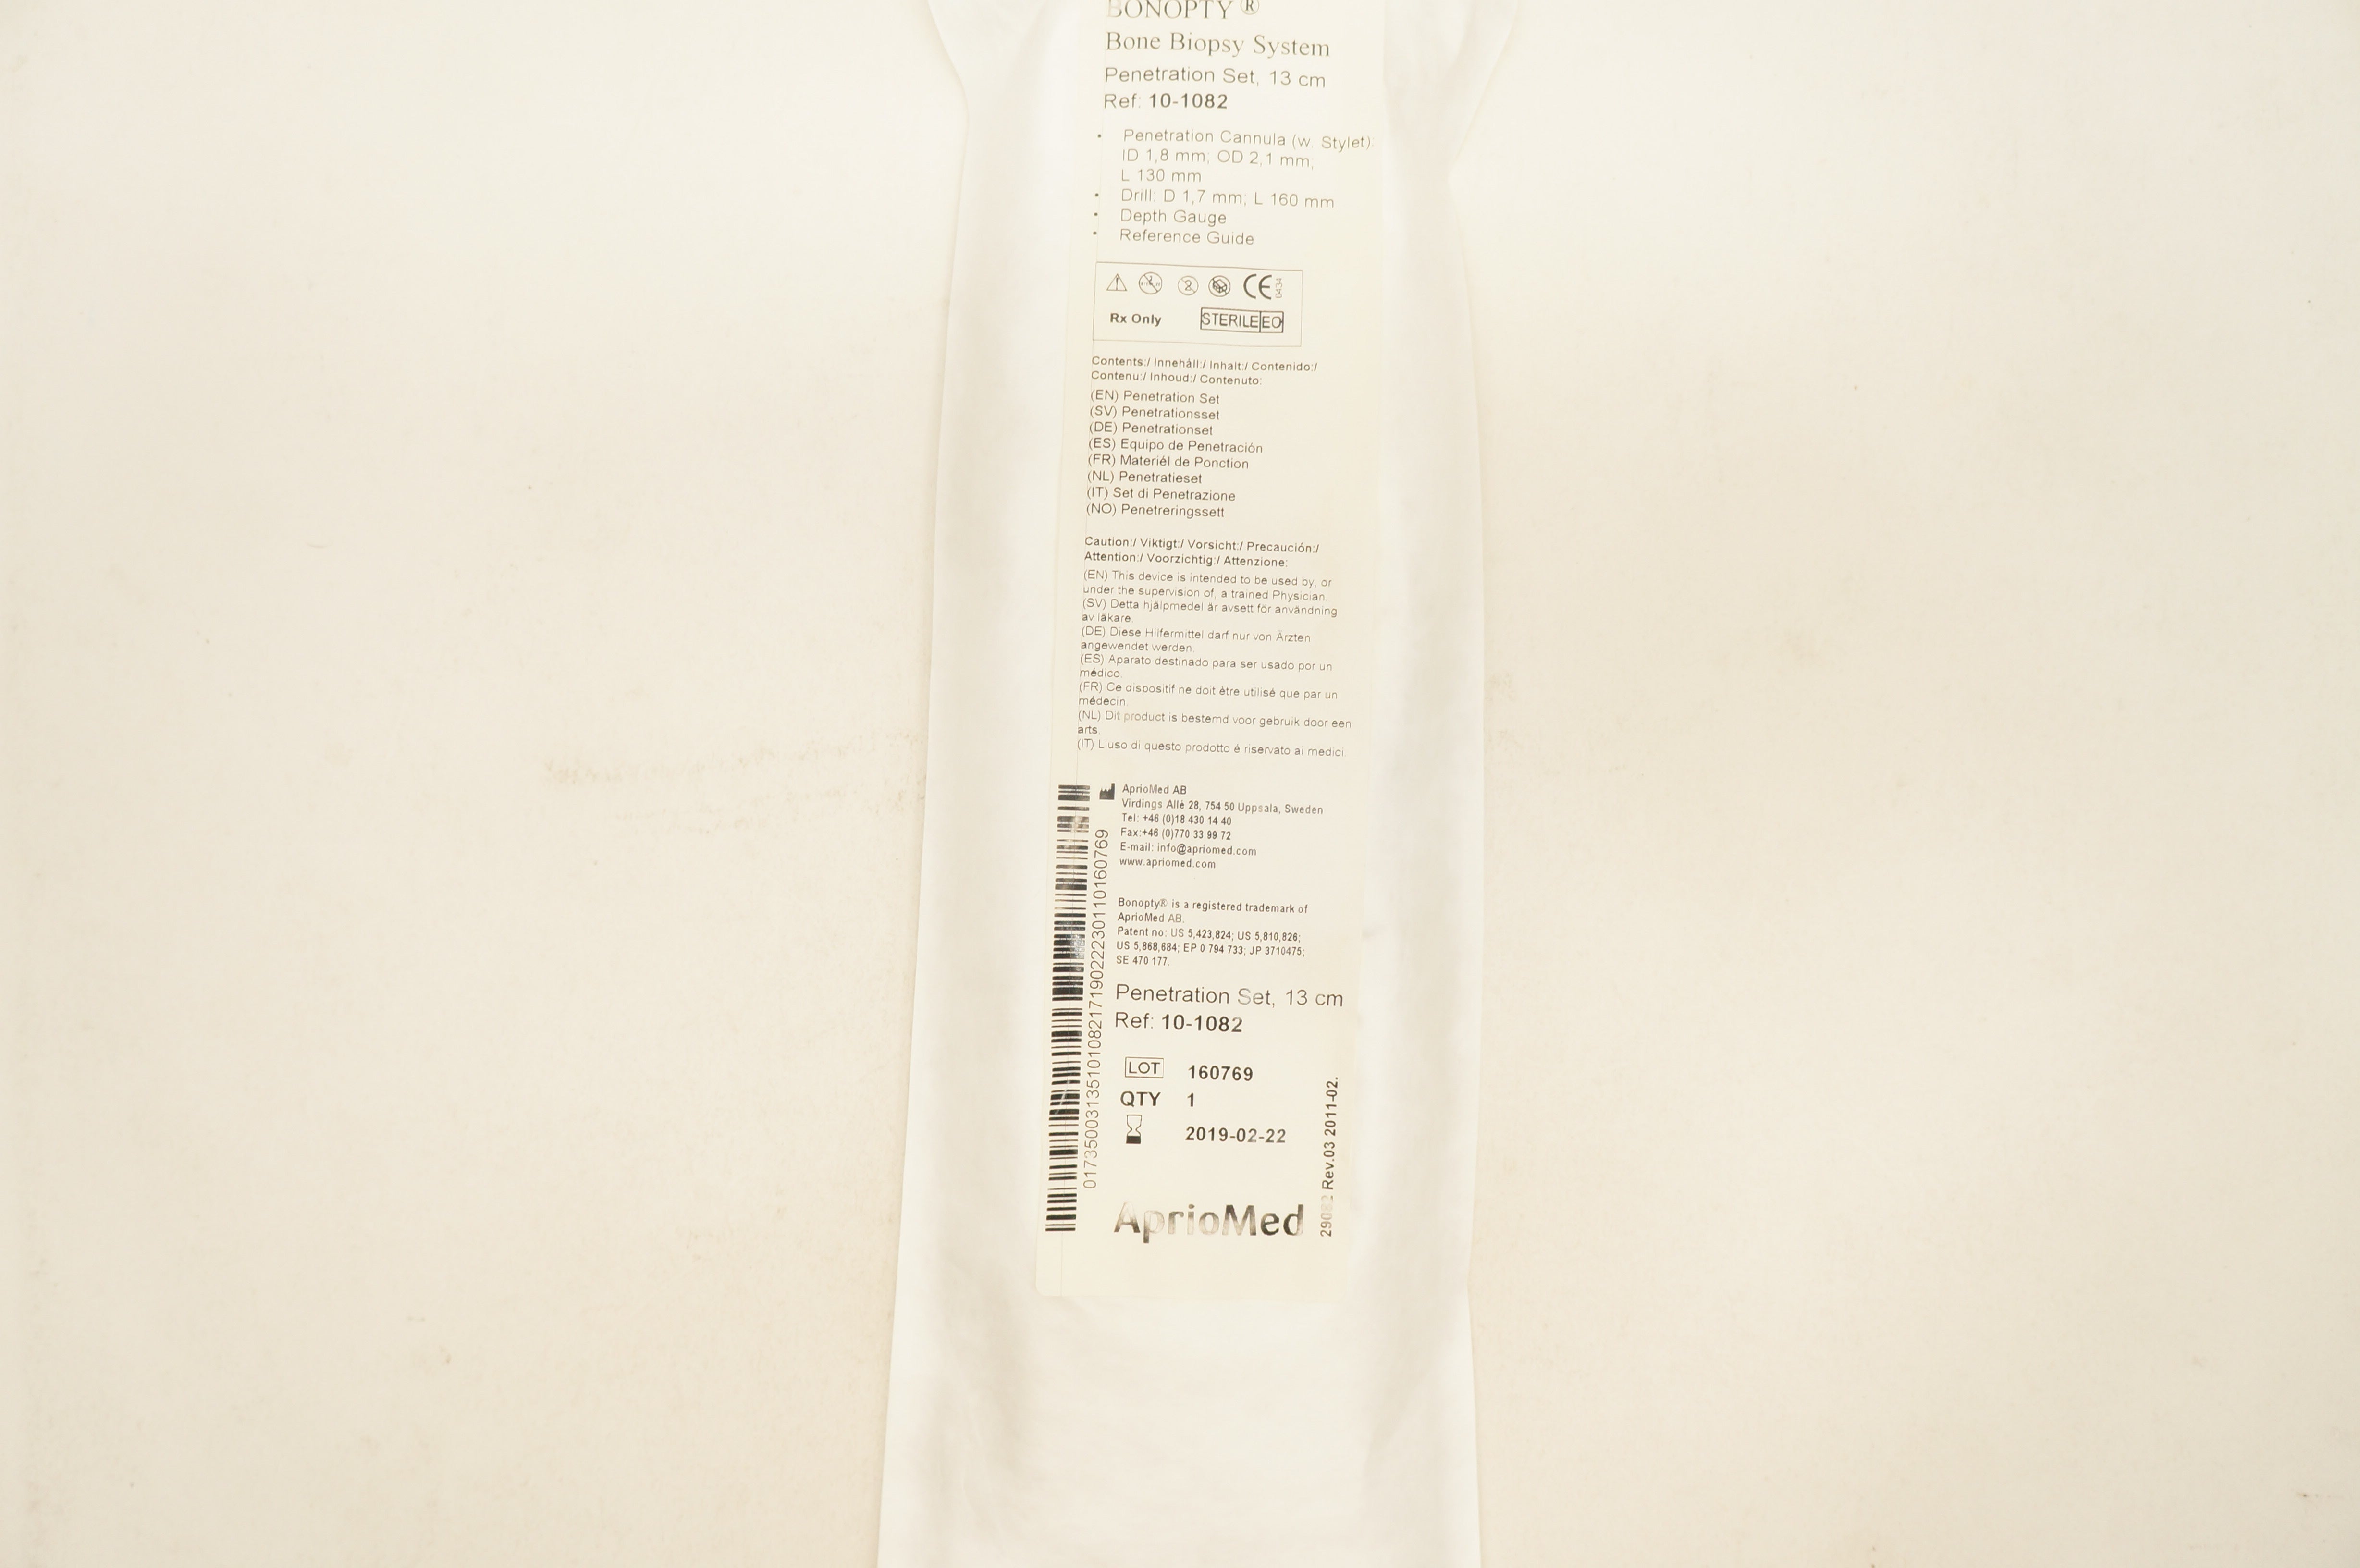 BONOPTY ®
Bone Biopsy System
Penetration Set, 13 cm
Ref: 10-1082
• Penetration Cannula (w. Stylet):
ID 1,8 mm; OD 2,1 mm;
L 130 mm
• Drill: D 1,7 mm; L 160 mm
• Depth Gauge
• Reference Guide
CE 0434
Rx Only STERILE EO
Contents:/ Innehåll:/ Inhalt:/ Contenido:/
Contenu:/ Inhoud:/ Contenuto:
(EN) Penetration Set
(SV) Penetrationsset
(DE) Penetrationset
(ES) Equipo de Penetración
(FR) Materiél de Ponction
(NL) Penetratieset
(IT) Set di Penetrazione
(NO) Penetreringssett
Caution:/ Viktigt:/ Vorsicht:/ Precaución:/
Attention:/ Voorzichtig:/ Attenzione:
(EN) This device is intended to be used by, or
under the supervision of, a trained Physician.
(SV) Detta hjälpmedel är avsett för användning
av läkare.
(DE) Diese Hilfermittel darf nur von Ärzten
angewendet werden.
(ES) Aparato destinado para ser usado por un
médico.
(FR) Ce dispositif ne doit être utilisé que par un
médecin.
(NL) Dit product is bestemd voor gebruik door een
arts.
(IT) L'uso di questo prodotto é riservato ai medici.
AprioMed AB
Virdings Allé 28, 754 50 Uppsala, Sweden
Tel: +46 (0)18 430 14 40
Fax:+46 (0)770 33 99 72
E-mail: info@apriomed.com
www.apriomed.com
Bonopty® is a registered trademark of
AprioMed AB.
Patent no: US 5,423,824; US 5,810,826;
US 5,868,684; EP 0 794 733; JP 3710475;
SE 470 177.
017350031351010821719022230110160769
Penetration Set, 13 cm
Ref: 10-1082
LOT 160769
QTY 1
2019-02-22
Rev.03 2011-02.
AprioMed